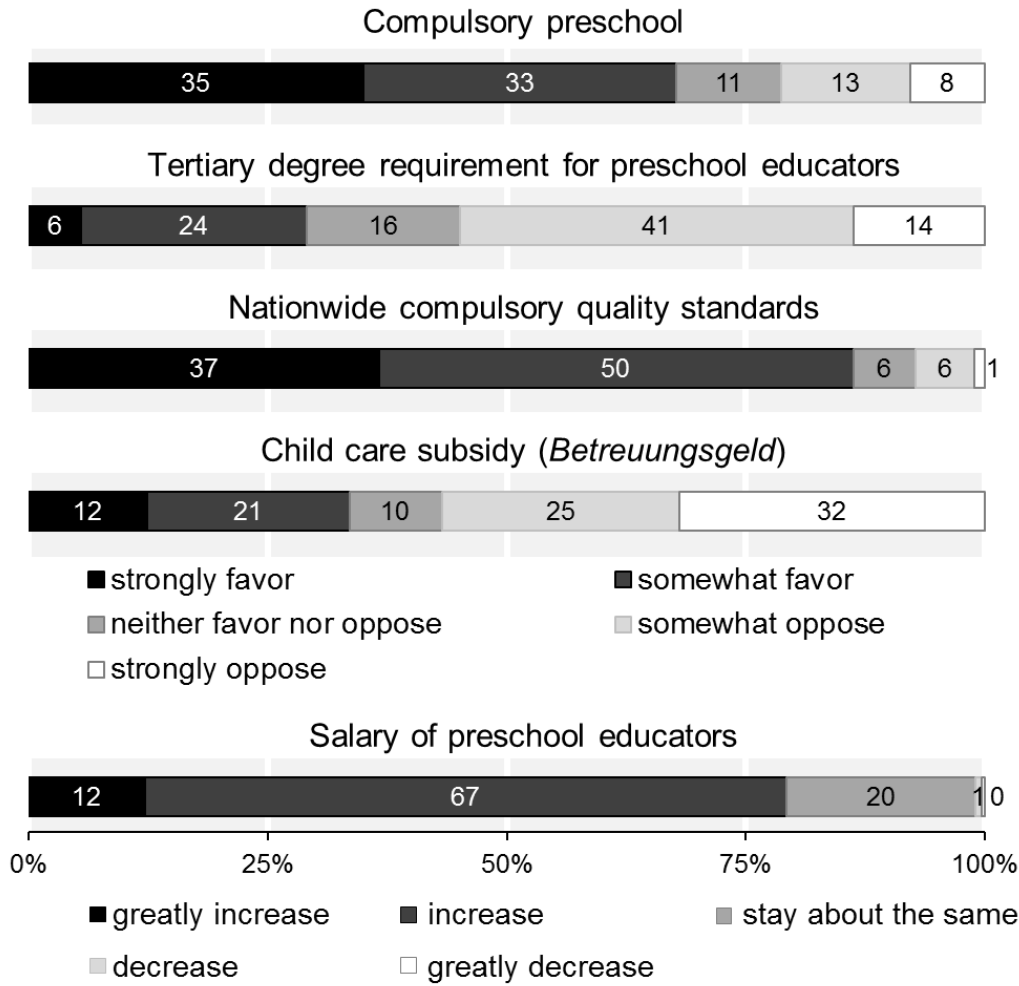 Compulsory preschool
35 33 11 13 8
Tertiary degree requirement for preschool educators
6 24 16 41 14
Nationwide compulsory quality standards
37 50 6 6 1
Child care subsidy (Betreuungsgeld)
12 21 10 25 32
strongly favor somewhat favor
neither favor nor oppose somewhat oppose
strongly oppose
Salary of preschool educators
12 67 20 1 0
0% 25% 50% 75% 100%
greatly increase increase stay about the same
decrease greatly decrease